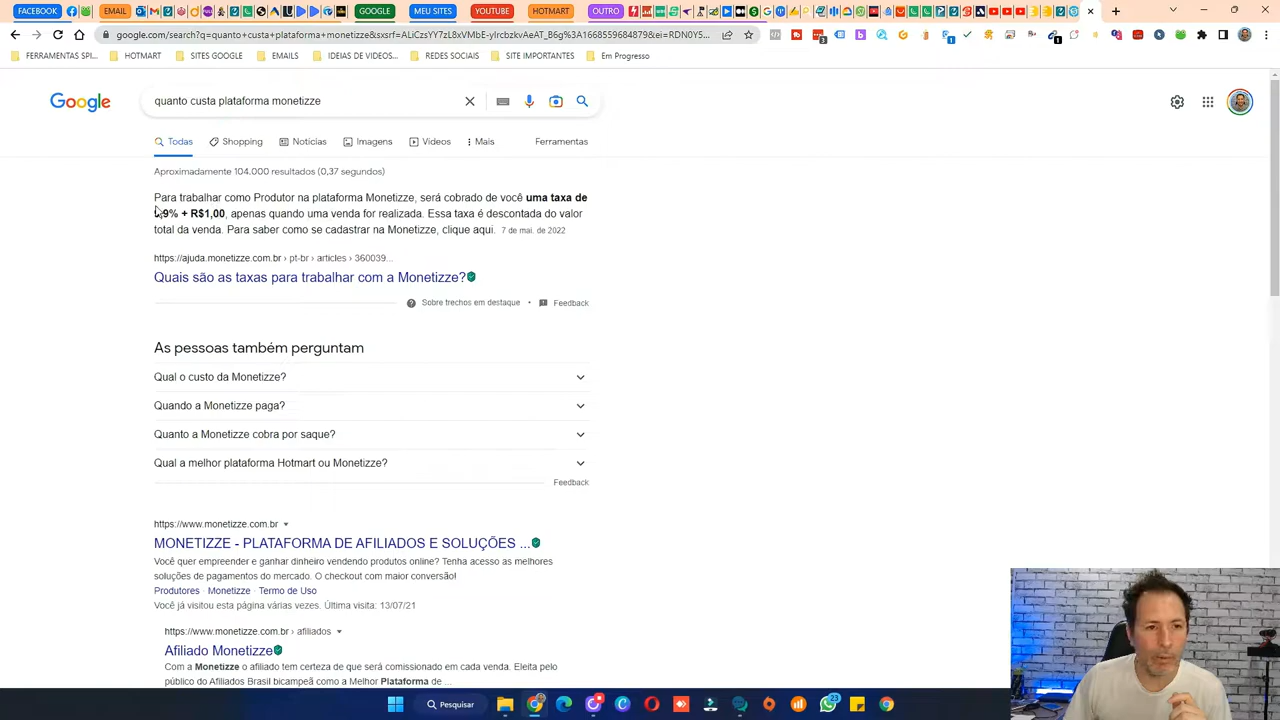 FACEBOOK
EMAIL
GOOGLE
MEU SITES
YOUTUBE
HOTMART
OUTRO
google.com/search?q=quanto+custa+plataforma+monetizze&sxsrf=
FERRAMENTAS SPI...
HOTMART
SITES GOOGLE
EMAILS
IDEIAS DE VIDEOS...
REDES SOCIAIS
SITE IMPORTANTES
Em Progresso
Google
quanto custa plataforma monetizze
Todas
Shopping
Notícias
Imagens
Vídeos
Mais
Ferramentas
Aproximadamente 104.000 resultados (0,37 segundos)
Para trabalhar como Produtor na plataforma Monetizze, será cobrado de você uma taxa de
9% + R$1,00, apenas quando uma venda for realizada. Essa taxa é descontada do valor
total da venda. Para saber como se cadastrar na Monetizze, clique aqui. 7 de mai. de 2022
https://ajuda.monetizze.com.br › pt-br › articles › 360039...
Quais são as taxas para trabalhar com a Monetizze?
Sobre trechos em destaque • Feedback
As pessoas também perguntam
Qual o custo da Monetizze?
Quando a Monetizze paga?
Quanto a Monetizze cobra por saque?
Qual a melhor plataforma Hotmart ou Monetizze?
Feedback
https://www.monetizze.com.br
MONETIZZE - PLATAFORMA DE AFILIADOS E SOLUÇÕES ...
Você quer empreender e ganhar dinheiro vendendo produtos online? Tenha acesso as melhores
soluções de pagamentos do mercado. O checkout com maior conversão!
Produtores · Monetizze · Termo de Uso
Você já visitou esta página várias vezes. Última visita: 13/07/21
https://www.monetizze.com.br › afiliados
Afiliado Monetizze
Com a Monetizze o afiliado tem certeza de que será comissionado em cada venda. Eleita pelo
público do Afiliados Brasil bicampeã como a Melhor Plataforma de ...
Pesquisar
23